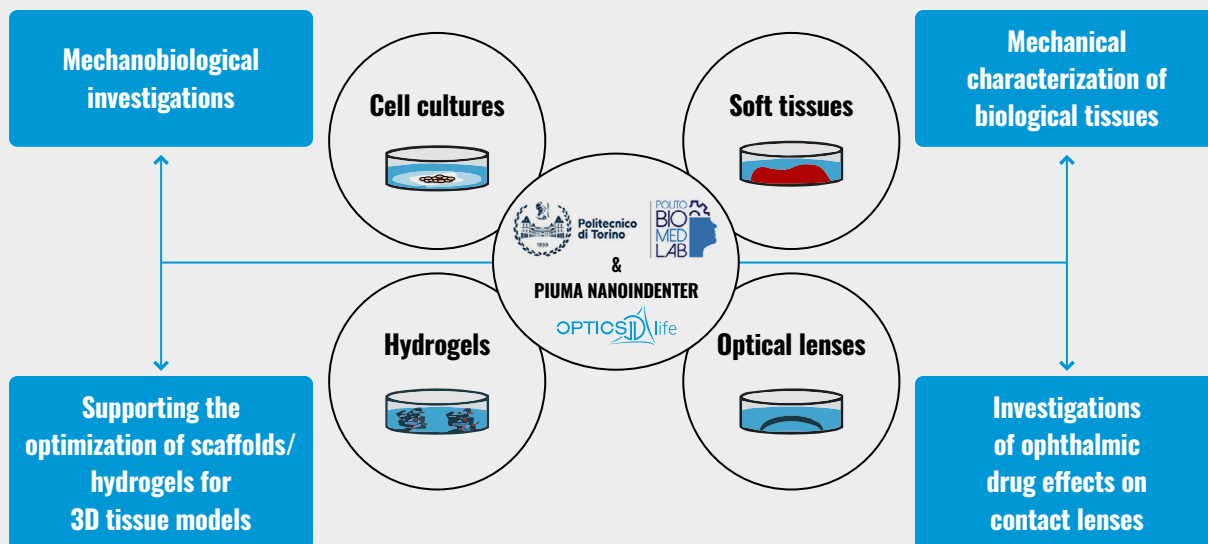 Mechanobiological
investigations
Cell cultures
Soft tissues
Mechanical
characterization of
biological tissues
1859
Politecnico
di Torino
POLITO
BIO
MED
LAB
&
PIUMA NANOINDENTER
OPTICS11 life
Hydrogels
Optical lenses
Supporting the
optimization of scaffolds/
hydrogels for
3D tissue models
Investigations
of ophthalmic
drug effects on
contact lenses